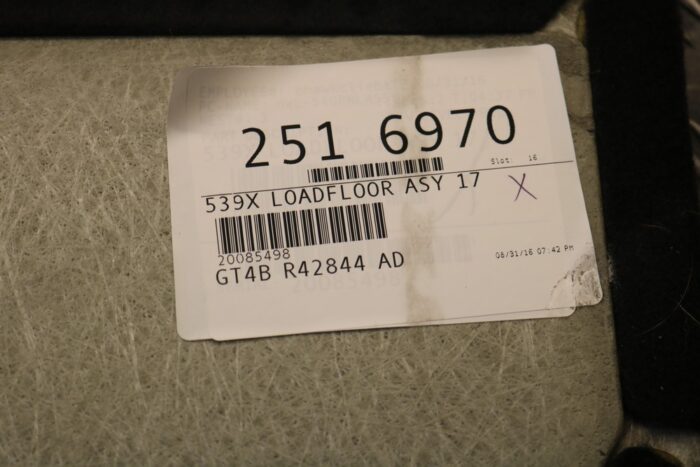 251 6970
Slot: 16
539X LOADFLOOR ASY 17
X
20085498
GT4B R42844 AD
08/31/16 07:42 PM